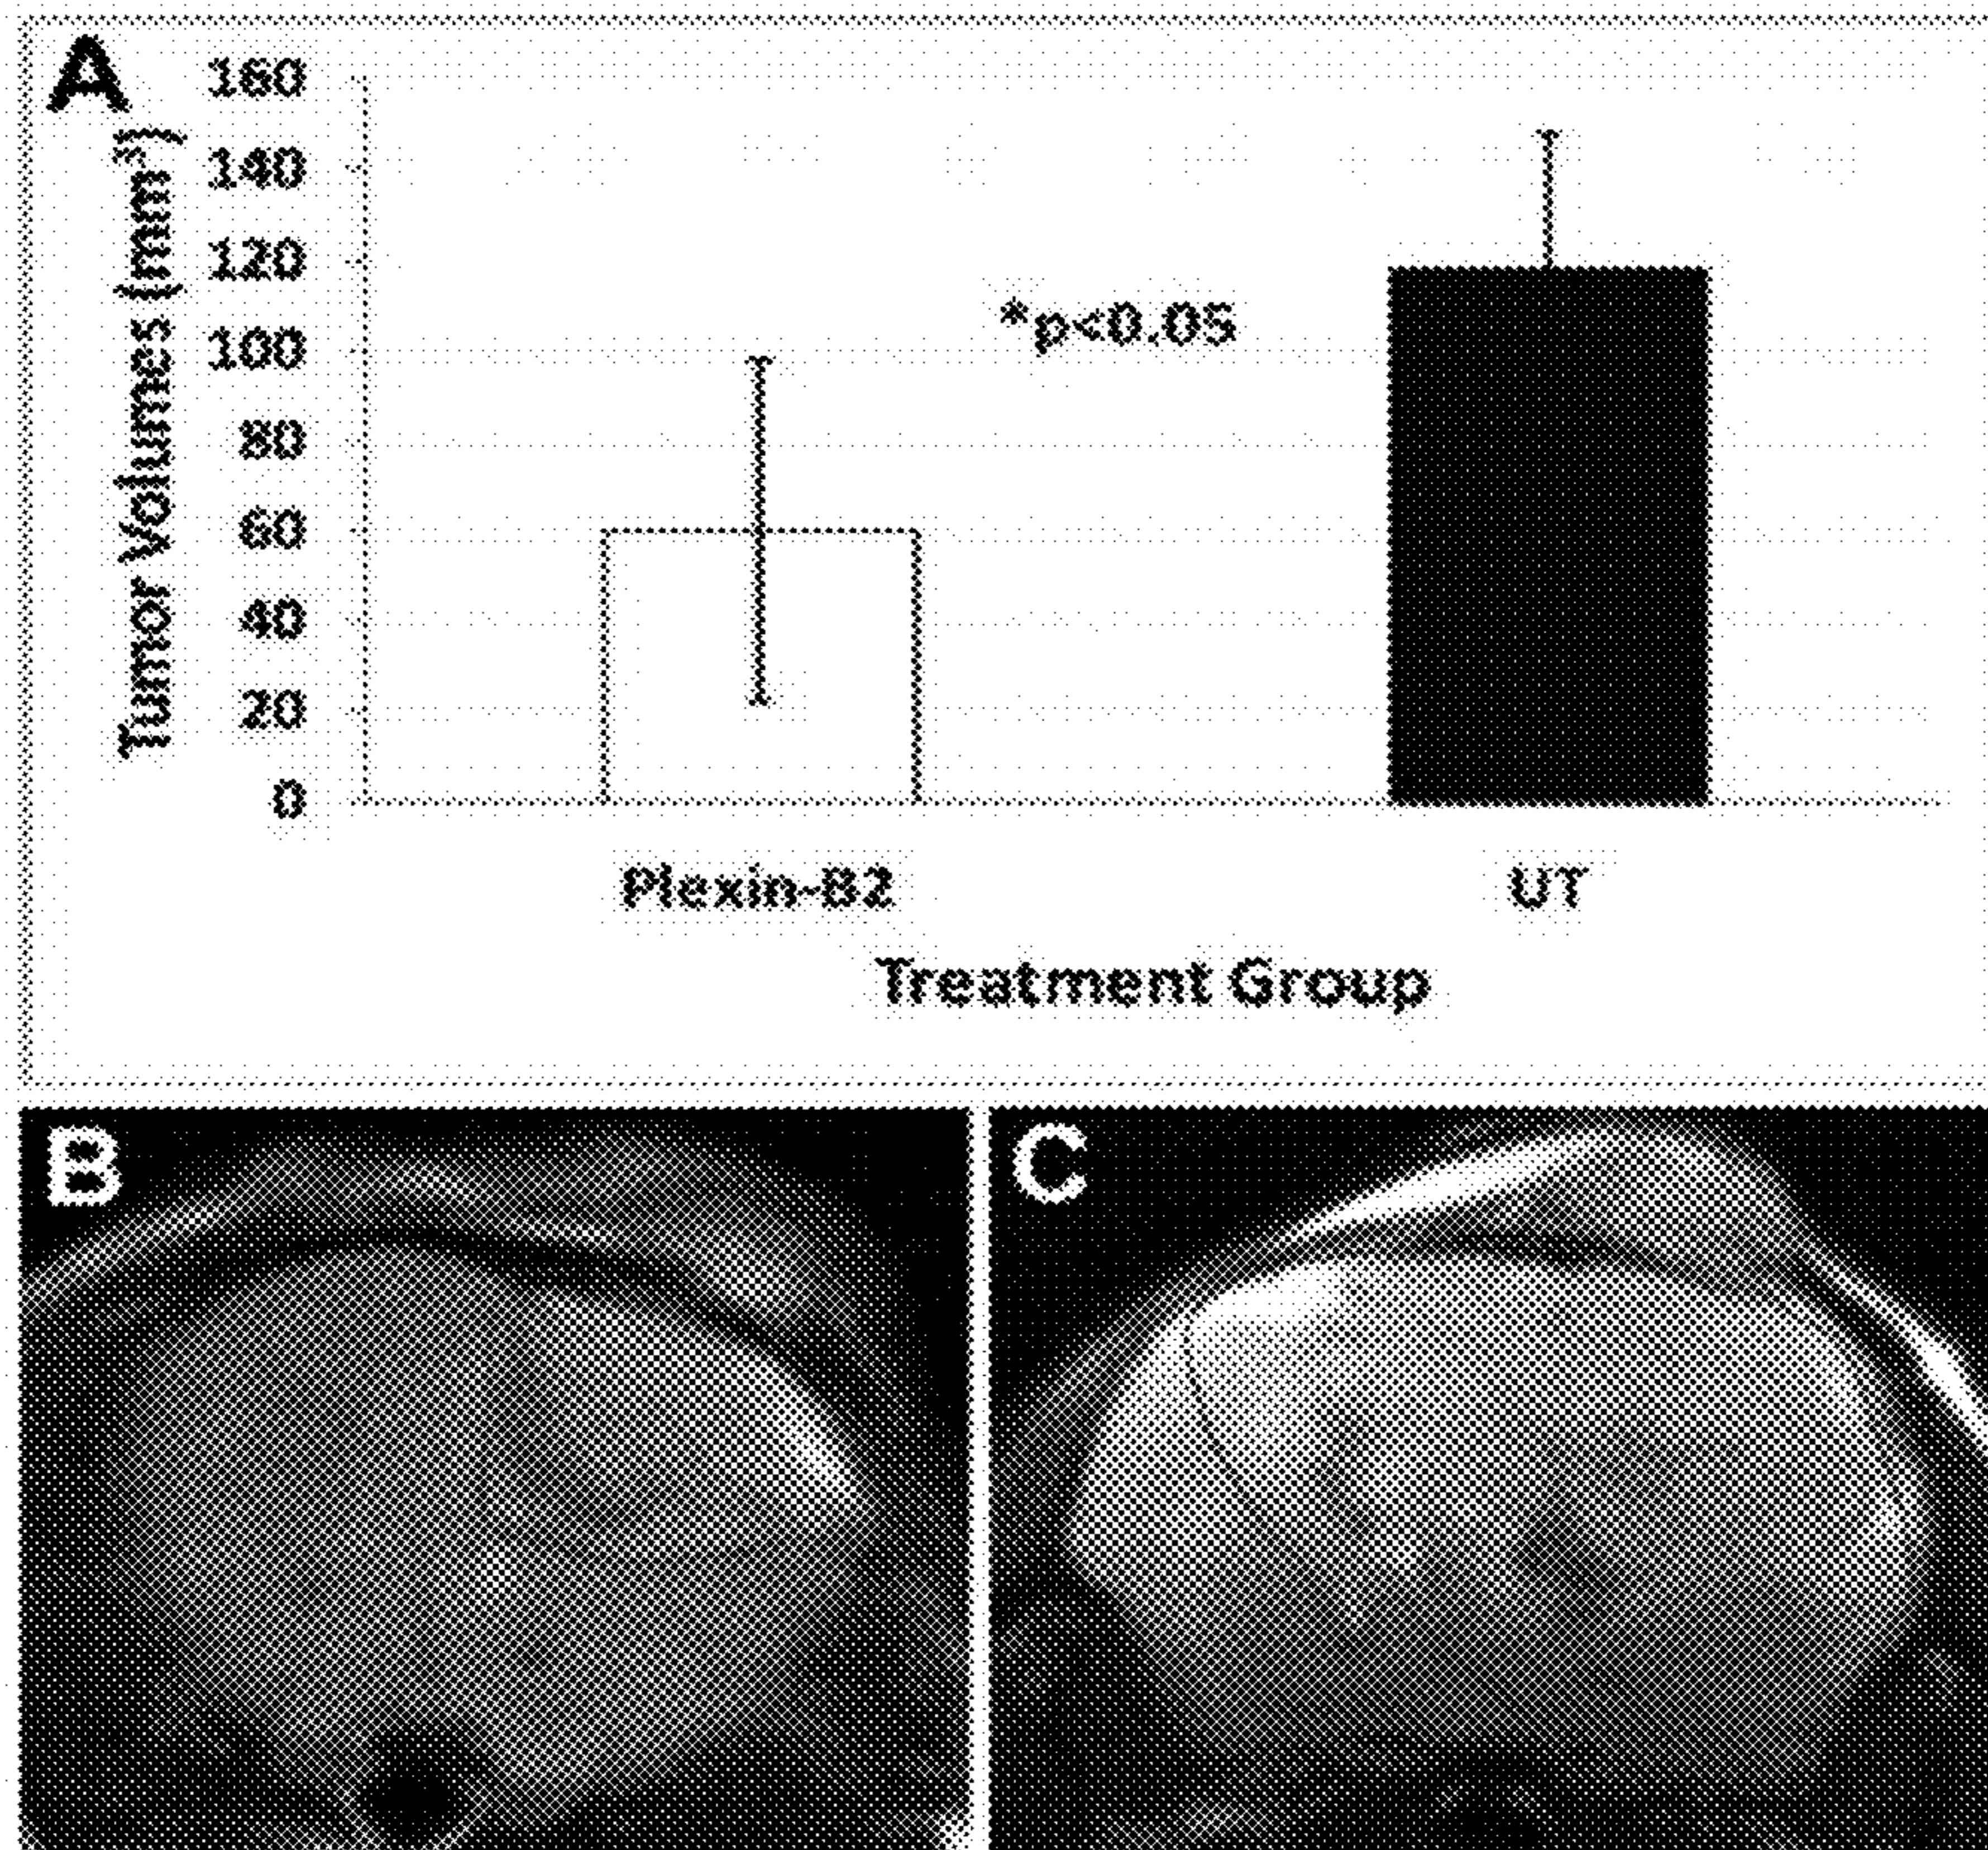 A
160
140
120
100
80
60
40
20
0
Tumor Volumes (mm³)
*p<0.05
Plexin-B2
UT
Treatment Group
B
C